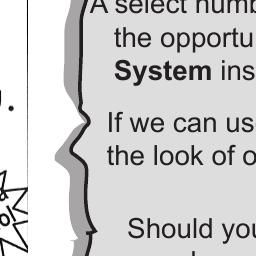 A select numb
the opportu
System ins
If we can us
the look of o
Should you